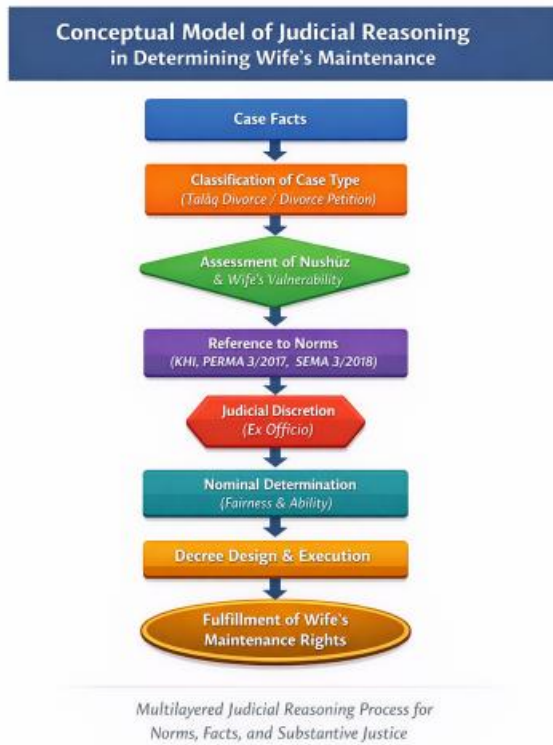 Conceptual Model of Judicial Reasoning
in Determining Wife's Maintenance
Case Facts
Classification of Case Type
(Talâq Divorce / Divorce Petition)
Assessment of Nushūz
& Wife's Vulnerability
Reference to Norms
(KHI, PERMA 3/2017, SEMA 3/2018)
Judicial Discretion
(Ex Officio)
Nominal Determination
(Fairness & Ability)
Decree Design & Execution
Fulfillment of Wife's
Maintenance Rights
Multilayered Judicial Reasoning Process for
Norms, Facts, and Substantive Justice